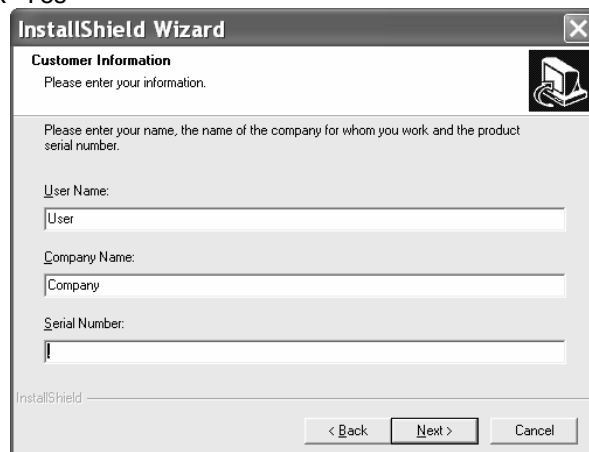 InstallShield Wizard
Customer Information
Please enter your information.
Please enter your name, the name of the company for whom you work and the product
serial number.
User Name:
User
Company Name:
Company
Serial Number:
InstallShield
< Back
Next >
Cancel